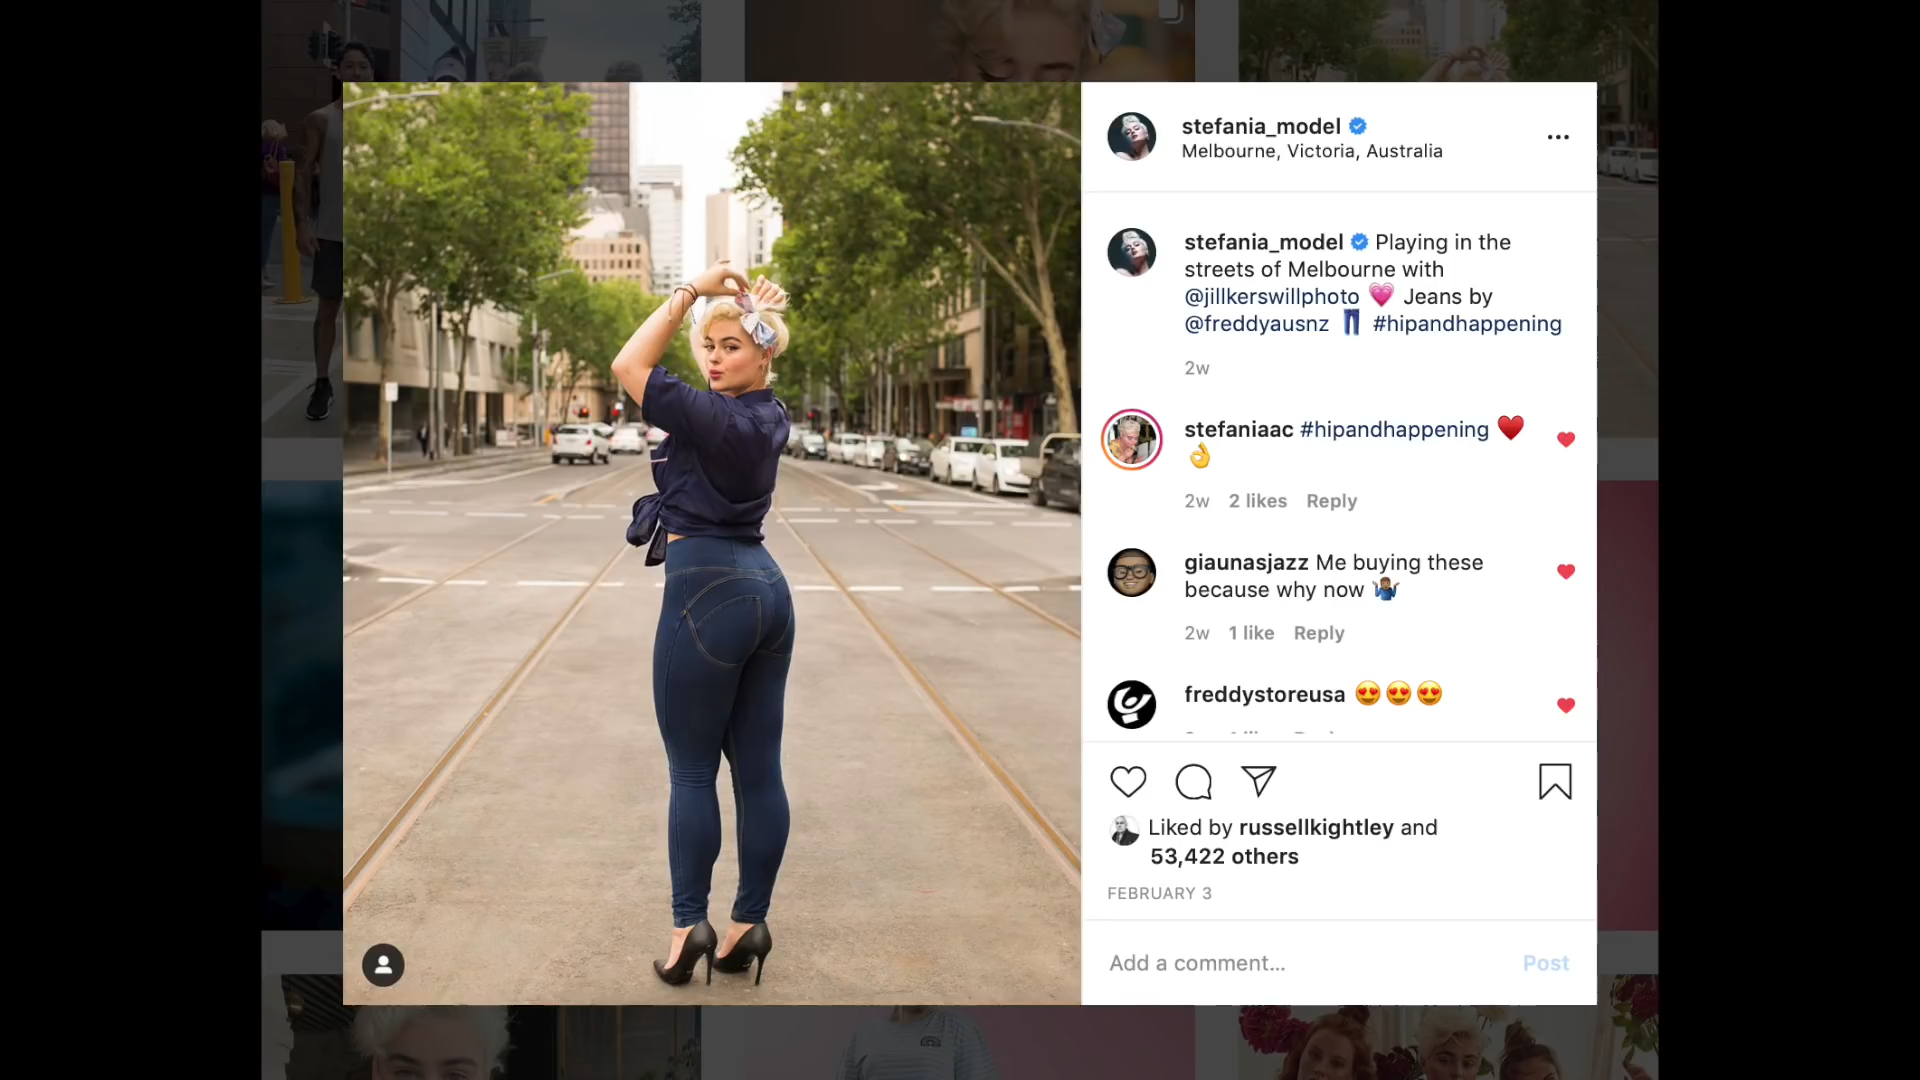 stefania_model
Melbourne, Victoria, Australia
stefania_model Playing in the
streets of Melbourne with
@jillkerswillphoto 💗 Jeans by
@freddyausnz 👖 #hipandhappening
2w
stefaniaac #hipandhappening ♥️
👌
2w 2 likes Reply
giaunasjazz Me buying these
because why now 🤷🏾‍♂️
2w 1 like Reply
freddystoreusa 😍😍😍
Liked by russellkightley and
53,422 others
FEBRUARY 3
Add a comment... Post